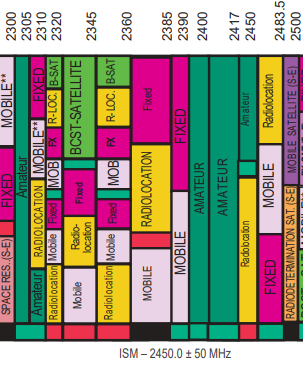 2300
2305
2310
2320
2345
2360
2385
2390
2400
2417
2450
2483.5
2500
MOBILE**
FIXED
SPACE RES..(S-E)
Amateur
FIXED
MOBILE**
RADIOLOCATION
Amateur
B-SAT
R-LOC.
FX
MOB
Fixed
Mobile
Radiolocation
BCST-SATELLITE
Fixed
Radio-
location
Mobile
B-SAT
R-LOC.
FX
MOB
Fixed
Mobile
Radiolocation
Fixed
RADIOLOCATION
MOBILE
FIXED
MOBILE
AMATEUR
AMATEUR
Amateur
Radiolocation
Radiolocation
MOBILE
FIXED
MOBILE SATELLITE (S-E)
RADIODETERMINATION SAT. (S-E)
ISM – 2450.0 ± 50 MHz